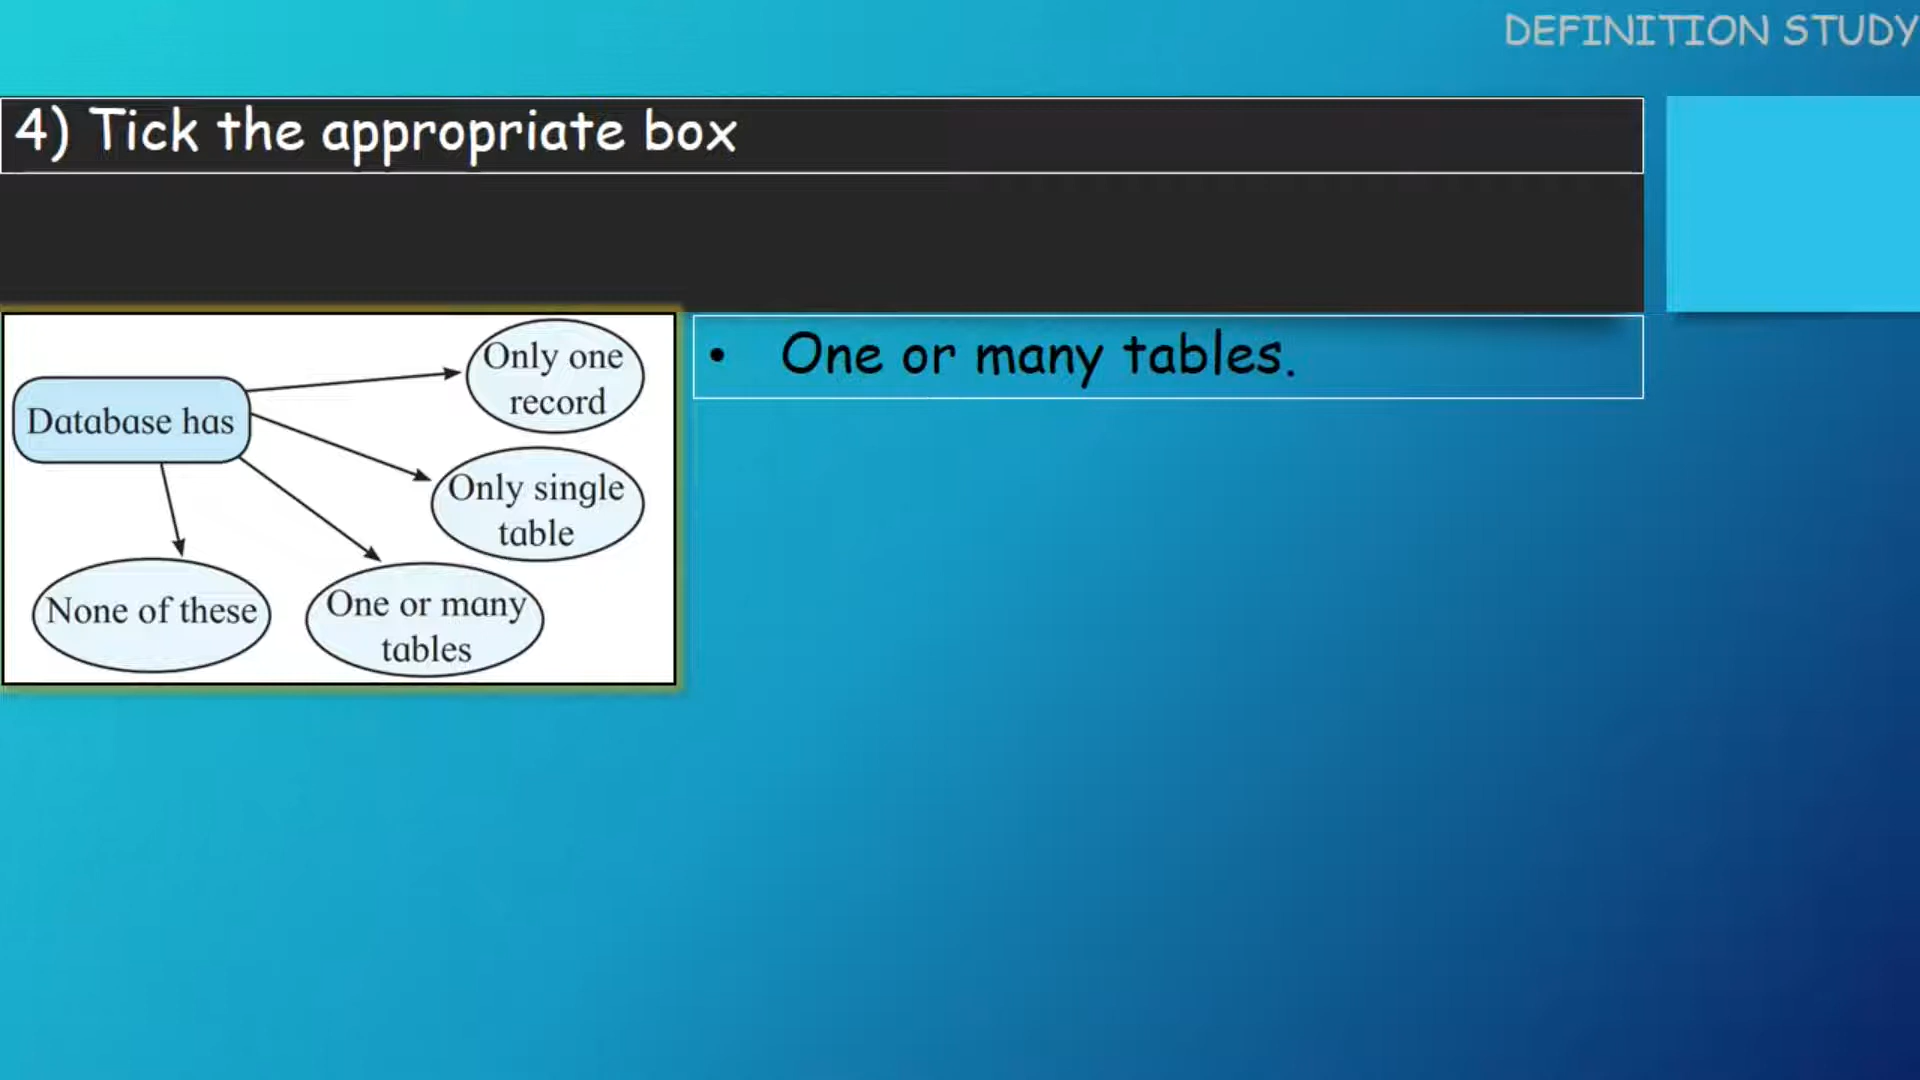 DEFINITION STUDY
4) Tick the appropriate box
Only one
record
Database has
Only single
table
None of these
One or many
tables
• One or many tables.